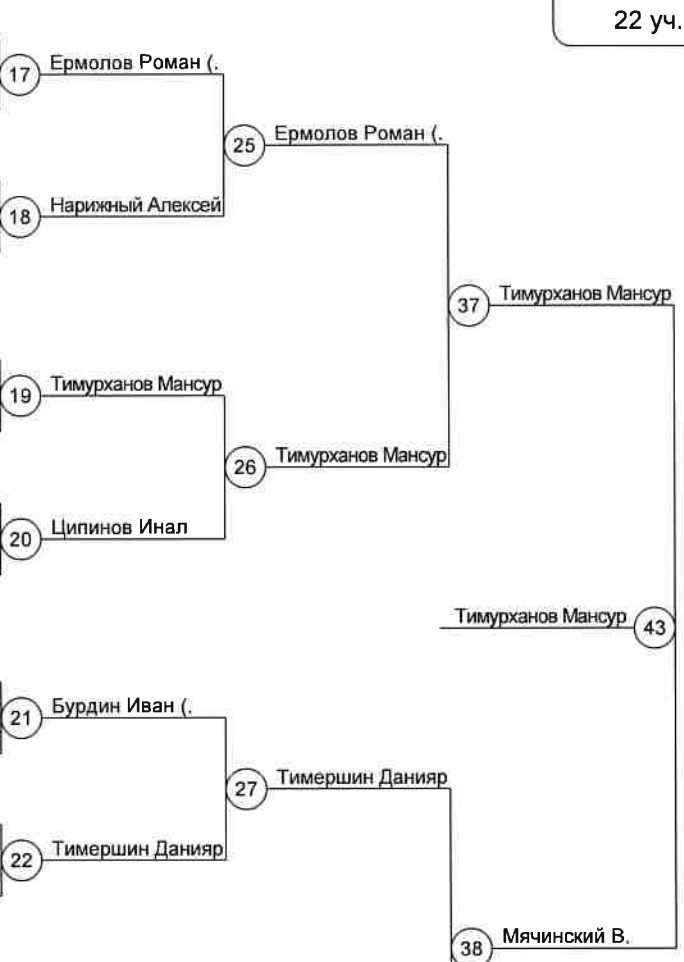 22 уч.
17 Ермолов Роман (.
25 Ермолов Роман (.
18 Нарижный Алексей
37 Тимурханов Мансур
19 Тимурханов Мансур
26 Тимурханов Мансур
20 Ципинов Инал
Тимурханов Мансур 43
21 Бурдин Иван (.
27 Тимершин Данияр
22 Тимершин Данияр
38 Мячинский В.